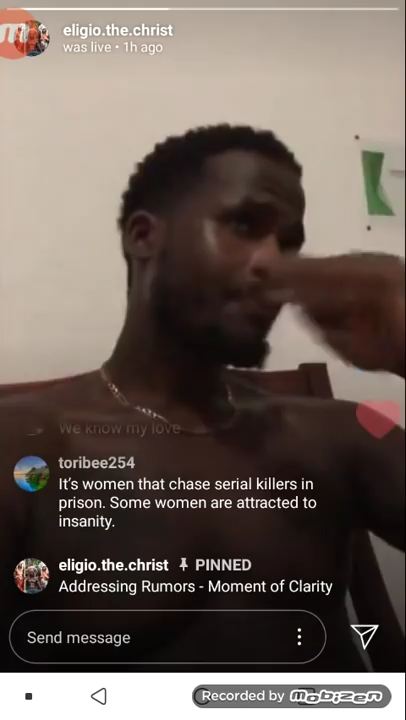 eligio.the.christ
was live • 1h ago
We know my love
toribee254
It's women that chase serial killers in
prison. Some women are attracted to
insanity.
eligio.the.christ PINNED
Addressing Rumors - Moment of Clarity
Send message
Recorded by mobizen